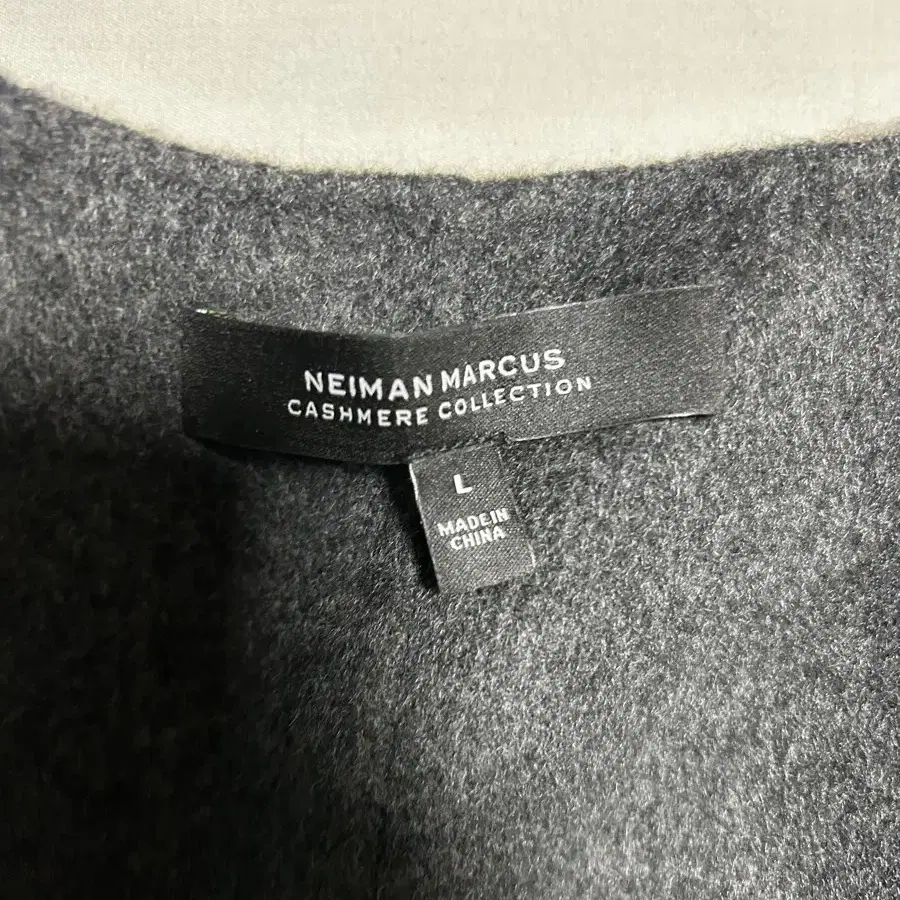 NEIMAN MARCUS
CASHMERE COLLECTION
L
MADE IN
CHINA